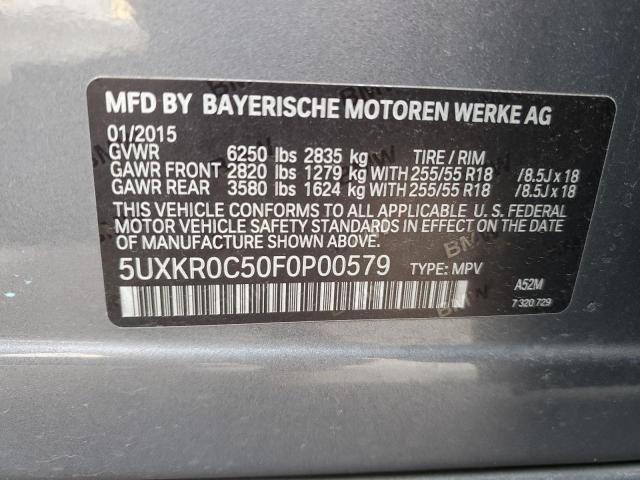 MFD BY BAYERISCHE MOTOREN WERKE AG
01/2015
GVWR 6250 lbs 2835 kg TIRE / RIM
GAWR FRONT 2820 lbs 1279 kg WITH 255/55 R18 /8.5J x 18
GAWR REAR 3580 lbs 1624 kg WITH 255/55 R18 /8.5J x 18
THIS VEHICLE CONFORMS TO ALL APPLICABLE U. S. FEDERAL
MOTOR VEHICLE SAFETY STANDARDS IN EFFECT ON THE
DATE OF MANUFACTURE SHOWN ABOVE.
5UXKR0C50F0P00579 TYPE: MPV
A52M
7 320 729